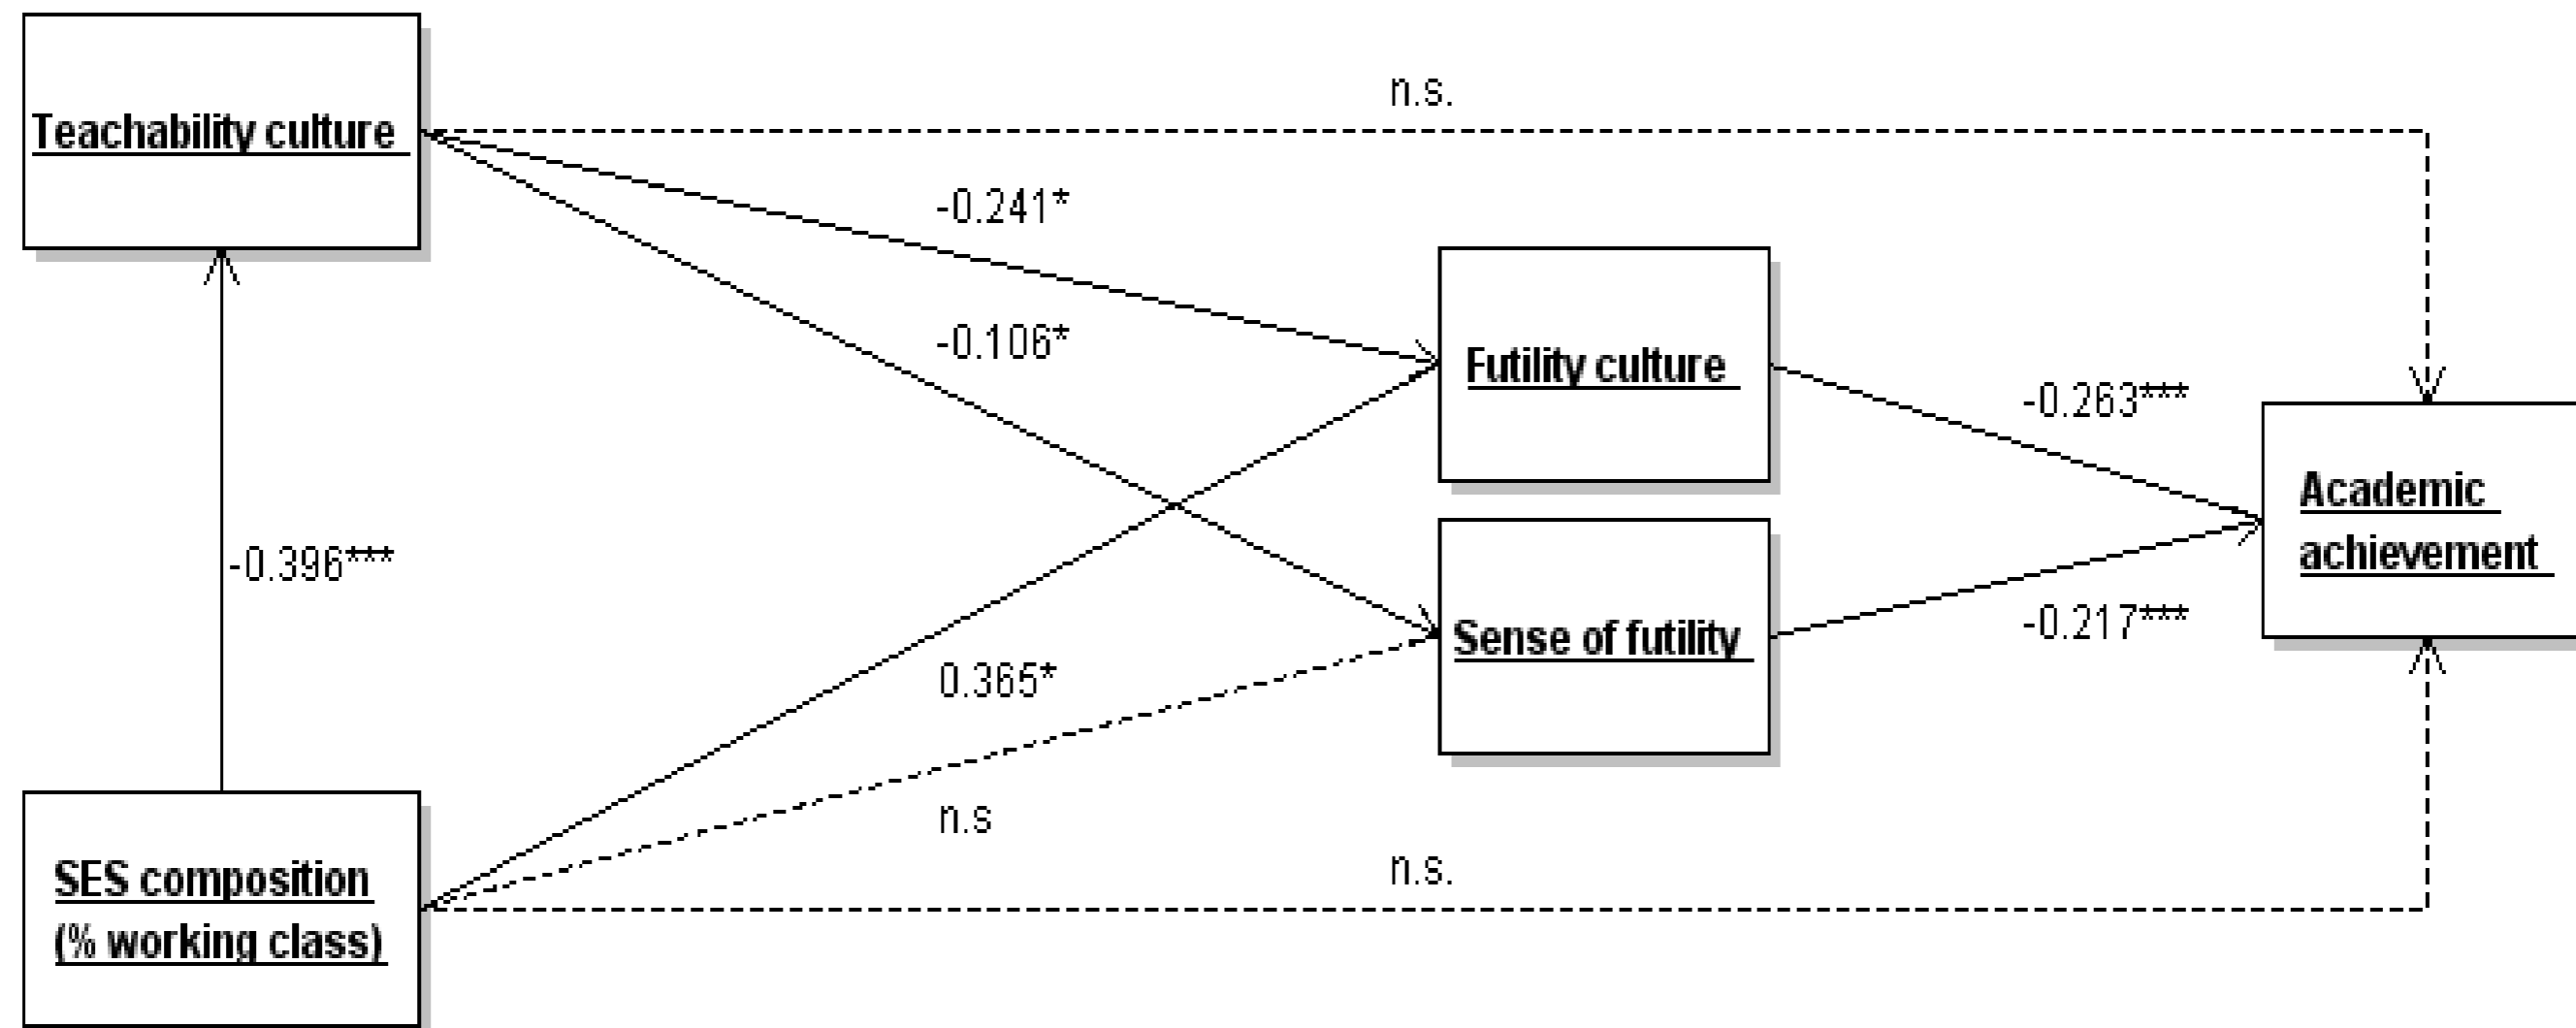 n.s.
Teachability culture
-0.241*
-0.106*
Futility culture
-0.263***
Academic
achievement
-0.396***
Sense of futility
-0.217***
0.365*
n.s
n.s.
SES composition
(% working class)